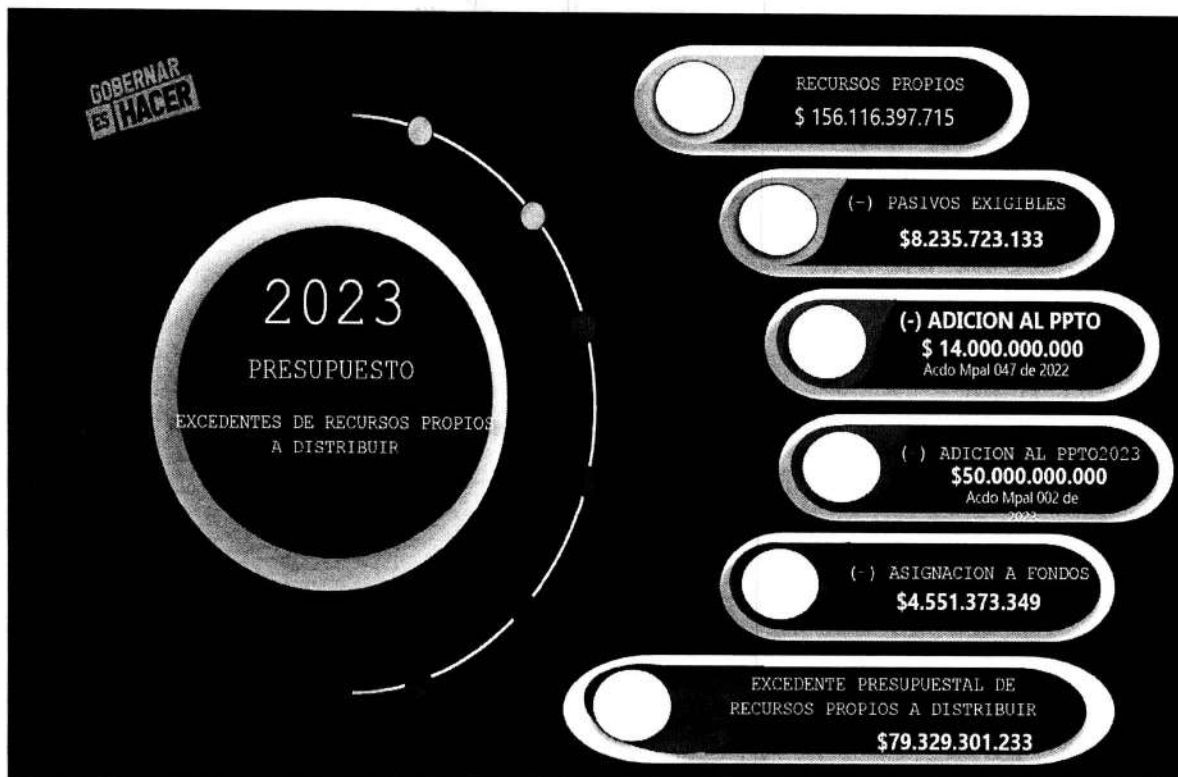 GOBERNAR
ES HACER
2023
PRESUPUESTO
EXCEDENTES DE RECURSOS PROPIOS
A DISTRIBUIR
RECURSOS PROPIOS
$ 156.116.397.715
(-) PASIVOS EXIGIBLES
$8.235.723.133
(-) ADICION AL PPTO
$ 14.000.000.000
Acdo Mpal 047 de 2022
(-) ADICION AL PPTO2023
$50.000.000.000
Acdo Mpal 002 de
2023
(-) ASIGNACION A FONDOS
$4.551.373.349
EXCEDENTE PRESUPUESTAL DE
RECURSOS PROPIOS A DISTRIBUIR
$79.329.301.233